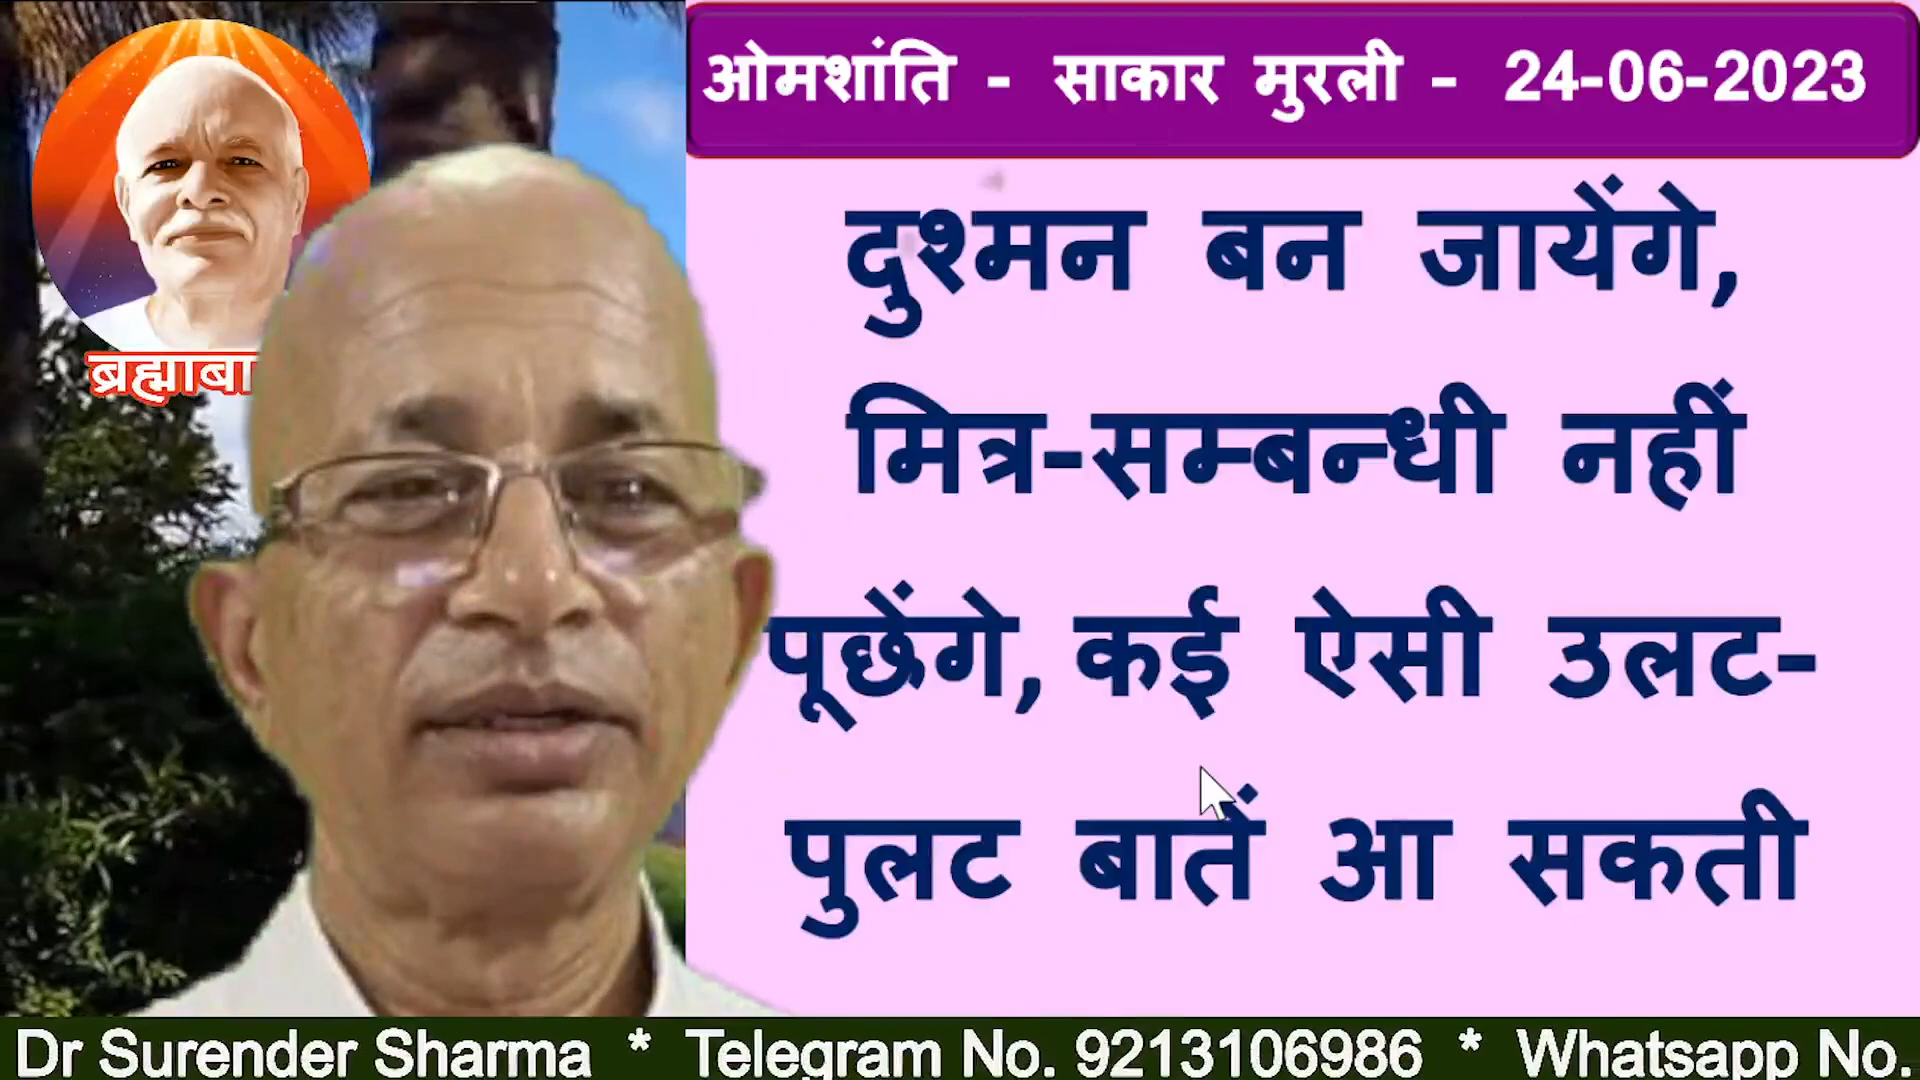 ओमशांति - साकार मुरली - 24-06-2023
ब्रह्माबा
दुश्मन बन जायेंगे,
मित्र-सम्बन्धी नहीं
पूछेंगे, कई ऐसी उलट-
पुलट बातें आ सकती
Dr Surender Sharma * Telegram No. 9213106986 * Whatsapp No.